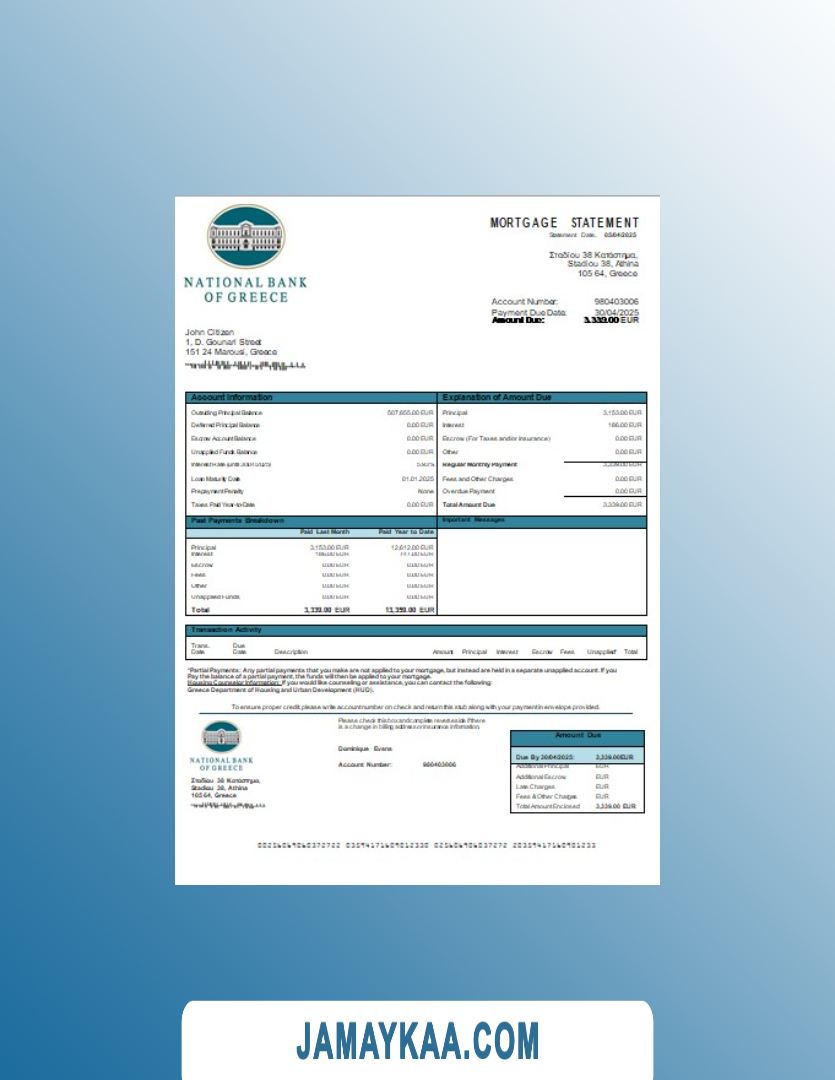 MORTGAGE STATEMENT
Statement Date: 05/04/2025
NATIONAL BANK
OF GREECE
Σταδίου 38 Κατάστημα,
Stadiou 38, Athina
105 64, Greece
Account Number: 980403006
Payment Due Date: 30/04/2025
Amount Due: 3,339.00 EUR
John Citizen
1, D. Gounari Street
151 24 Marousi, Greece
Account Information
Outstanding Principal Balance 507,655.00 EUR
Deferred Principal Balance 0.00 EUR
Escrow Account Balance 0.00 EUR
Unapplied Funds Balance 0.00 EUR
Interest Rate (Until
Loan Maturity Date 01.01.2025
Prepayment Penalty None
Taxes Paid Year-to-Date 0.00 EUR
Explanation of Amount Due
Principal 3,153.00 EUR
Interest 186.00 EUR
Escrow (For Taxes and/or Insurance) 0.00 EUR
Other 0.00 EUR
Regular Monthly Payment 3,339.00 EUR
Fees and Other Charges 0.00 EUR
Overdue Payment 0.00 EUR
Total Amount Due 3,339.00 EUR
Past Payments Breakdown
Paid Last Month Paid Year to Date
Principal 3,153.00 EUR 12,612.00 EUR
Interest 186.00 EUR
Escrow 0.00 EUR 0.00 EUR
Fees 0.00 EUR 0.00 EUR
Other 0.00 EUR 0.00 EUR
Unapplied Funds 0.00 EUR 0.00 EUR
Total 3,339.00 EUR 13,359.00 EUR
Important Messages
Transaction Activity
Trans. Date Due Date Description Amount Principal Interest Escrow Fees Unapplied* Total
*Partial Payments: Any partial payments that you make are not applied to your mortgage, but instead are held in a separate unapplied account. If you
Pay the balance of a partial payment, the funds will then be applied to your mortgage.
Housing Counselor Information: If you would like counseling or assistance, you can contact the following:
Greece Department of Housing and Urban Development (HUD).
To ensure proper credit, please write account number on check and return this stub along with your payment in envelope provided.
NATIONAL BANK
OF GREECE
Σταδίου 38 Κατάστημα,
Stadiou 38, Athina
105 64, Greece
Please check this box and complete reverse side if there
is a change in billing address or insurance information.
Dominique Evans
Account Number: 980403006
Amount Due
Due By 30/04/2025: 3,339.00 EUR
Additional Principal EUR
Additional Escrow EUR
Late Charges EUR
Fees & Other Charges EUR
Total Amount Enclosed 3,339.00 EUR
JAMAYKAA.COM